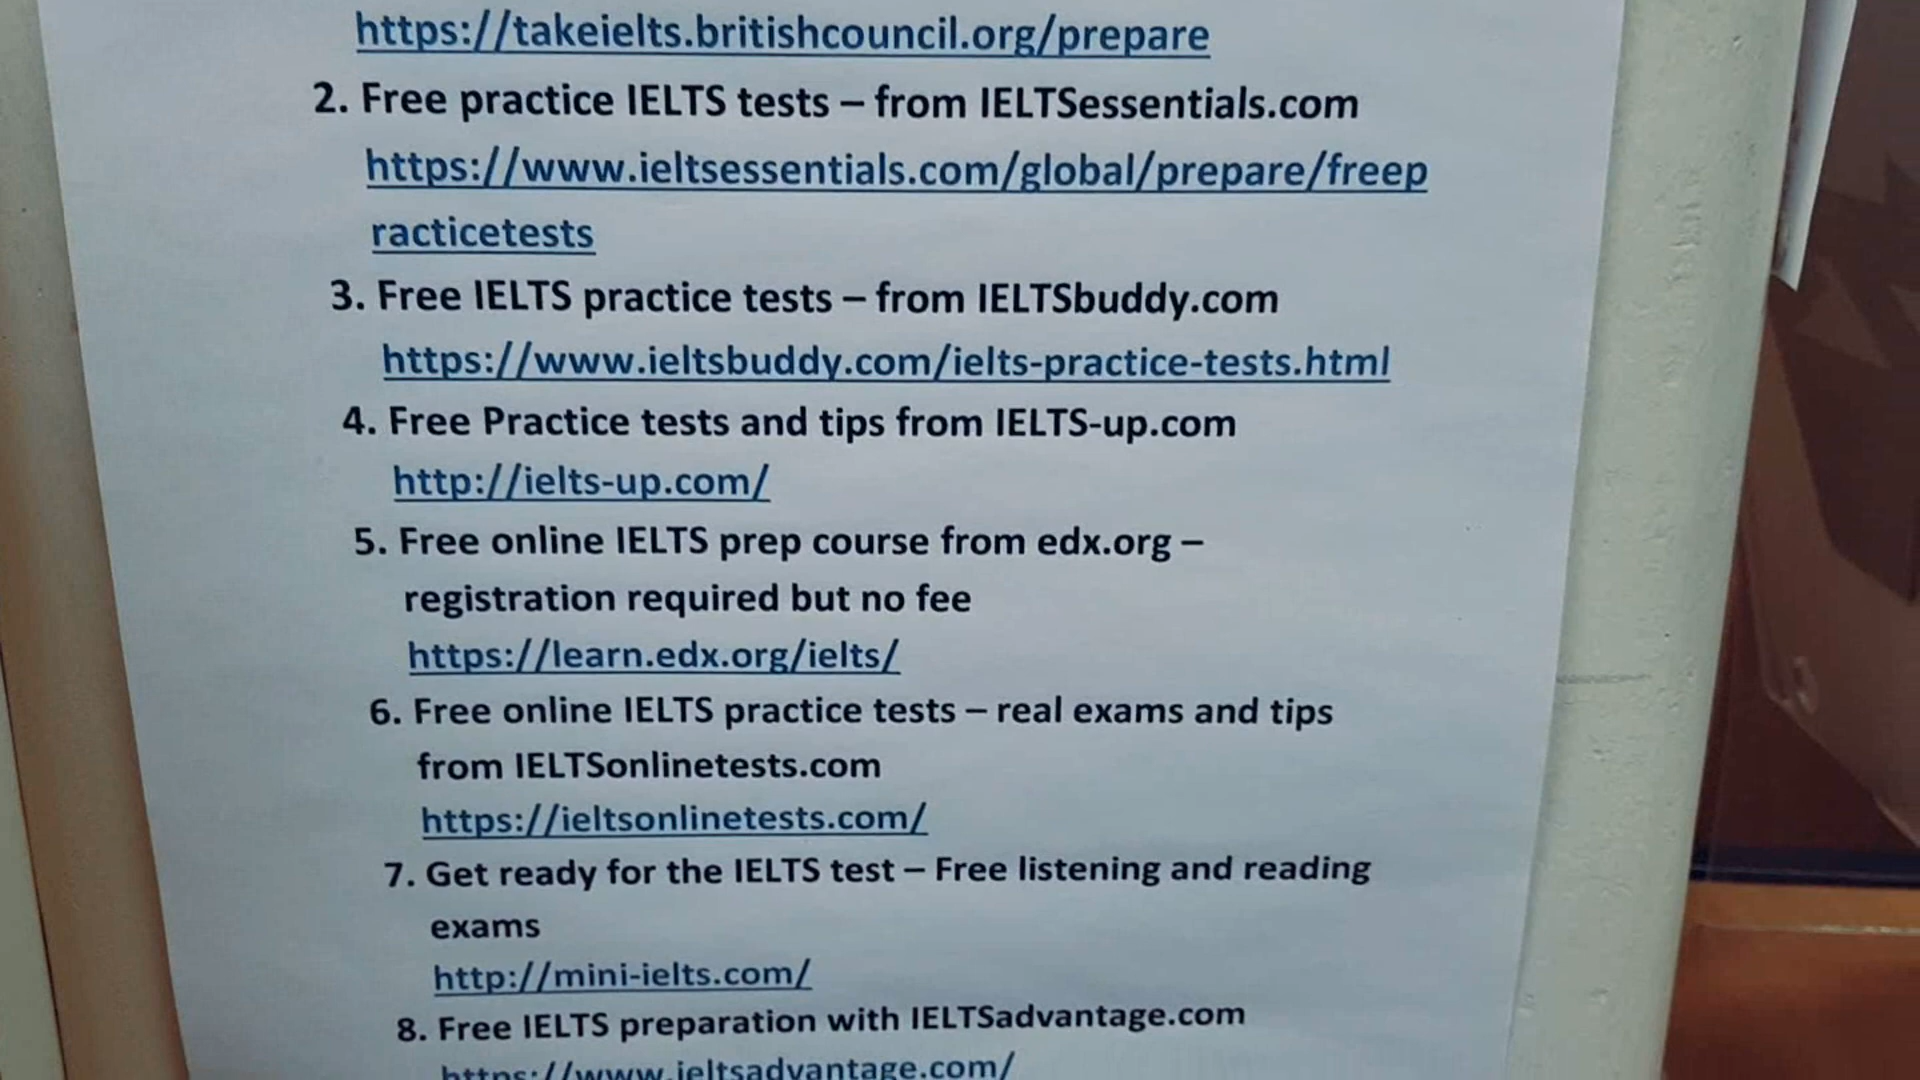 https://takeielts.britishcouncil.org/prepare
2. Free practice IELTS tests – from IELTSessentials.com
https://www.ieltsessentials.com/global/prepare/freep
racticetests
3. Free IELTS practice tests – from IELTSbuddy.com
https://www.ieltsbuddy.com/ielts-practice-tests.html
4. Free Practice tests and tips from IELTS-up.com
http://ielts-up.com/
5. Free online IELTS prep course from edx.org –
registration required but no fee
https://learn.edx.org/ielts/
6. Free online IELTS practice tests – real exams and tips
from IELTSonlinetests.com
https://ieltsonlinetests.com/
7. Get ready for the IELTS test – Free listening and reading
exams
http://mini-ielts.com/
8. Free IELTS preparation with IELTSadvantage.com
https://www.ieltsadvantage.com/